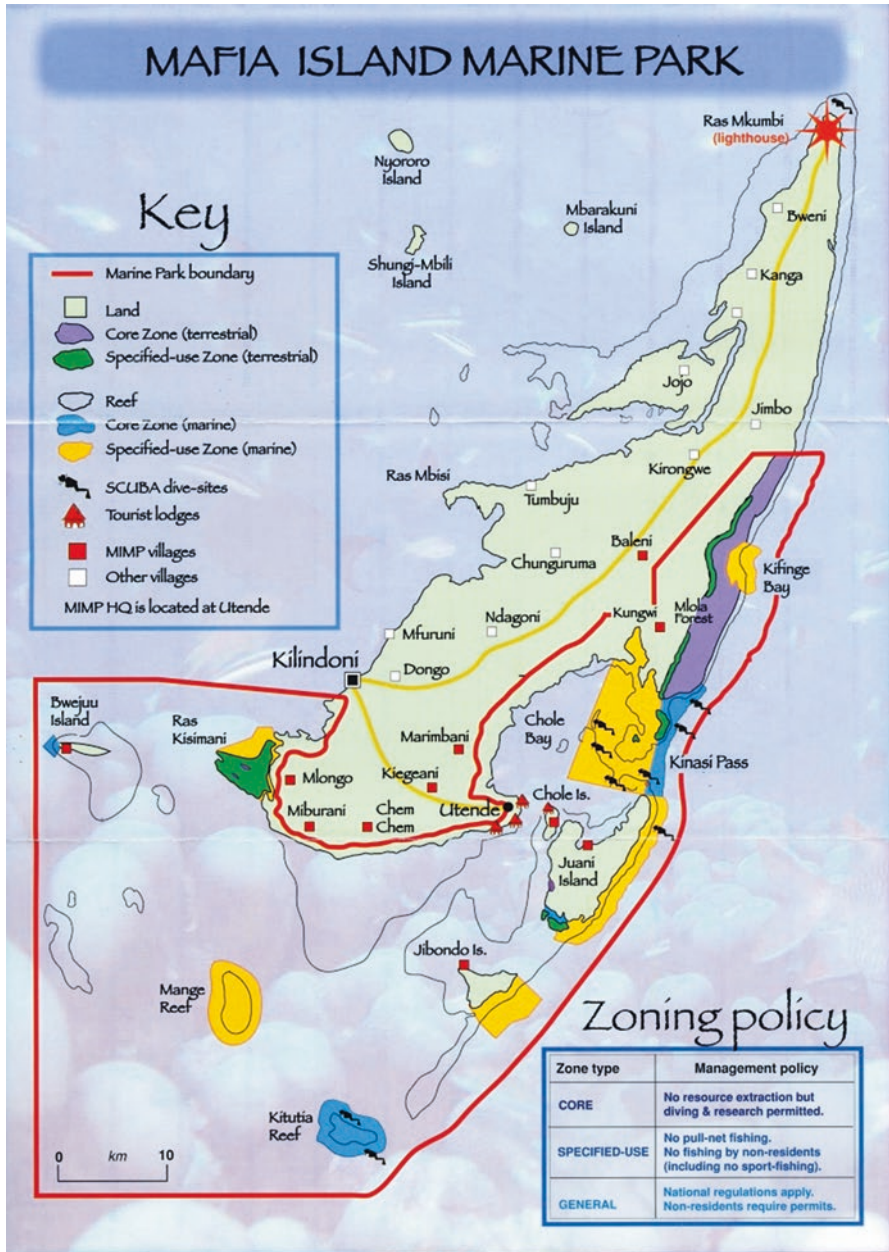 MAFIA ISLAND MARINE PARK
Ras Mkumbi
(lighthouse)
Nyororo
Island
Mbarakuni
Island
Shungi-Mbili
Island
Bweni
Kanga
Jojo
Jimbo
Key
Marine Park boundary
Land
Core Zone (terrestrial)
Specified-use Zone (terrestrial)
Reef
Core Zone (marine)
Specified-use Zone (marine)
SCUBA dive-sites
Tourist lodges
MIMP villages
Other villages
MIMP HQ is located at Utende
Ras Mbisi
Kirongwe
Tumbuju
Baleni
Chunguruma
Kifinge
Bay
Kungwi
Mlola
Forest
Ndagoni
Mfuruni
Kilindoni
Dongo
Bwejuu
Island
Ras
Kisimani
Chole
Bay
Marimbani
Kinasi Pass
Mlongo
Kiegeani
Chole Is.
Utende
Miburani
Chem
Chem
Juani
Island
Jibondo Is.
Mange
Reef
Kitutia
Reef
0 km 10
Zoning policy
Zone type Management policy
CORE No resource extraction but
diving & research permitted.
SPECIFIED-USE No pull-net fishing.
No fishing by non-residents
(including no sport-fishing).
GENERAL National regulations apply.
Non-residents require permits.